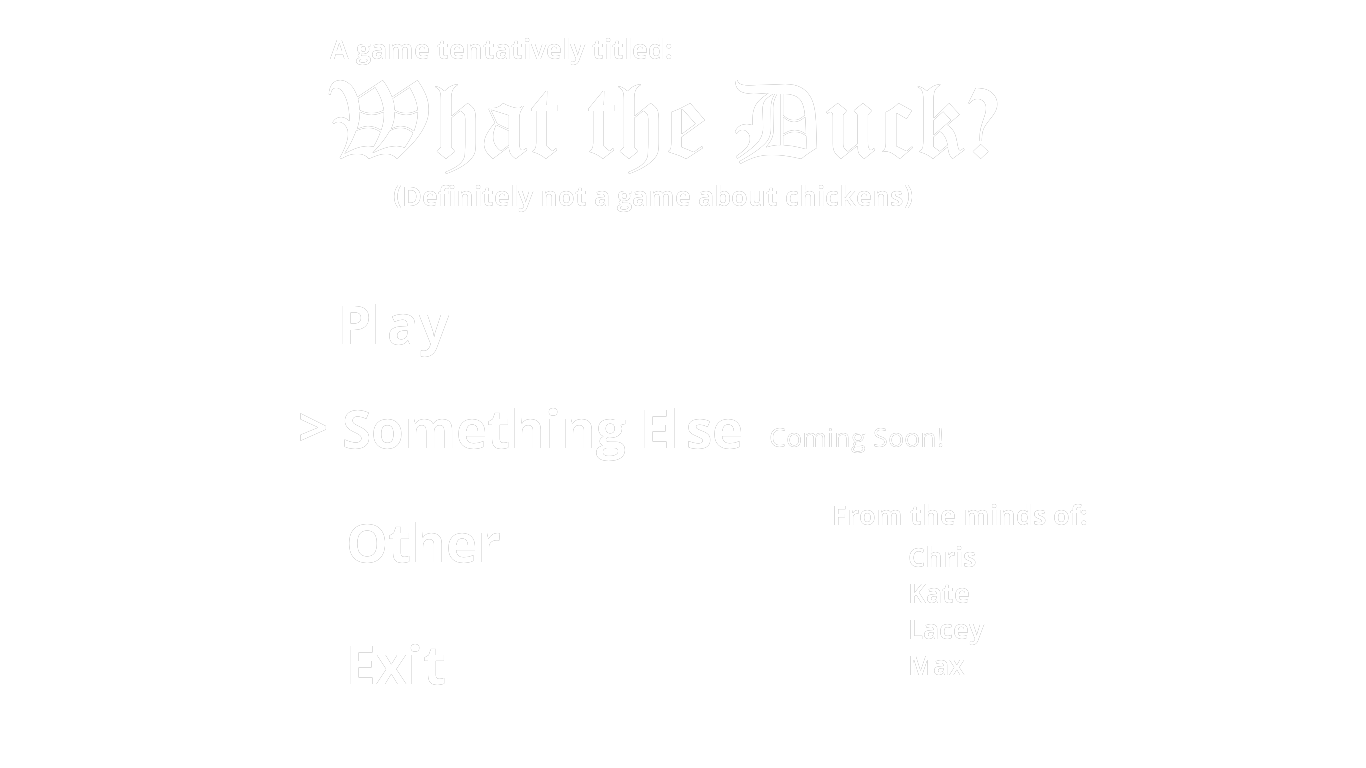 A game tentatively titled:
What the Duck?
(Definitely not a game about chickens)
Play
> Something Else Coming Soon!
Other
Exit
From the minds of:
Chris
Kate
Lacey
Max